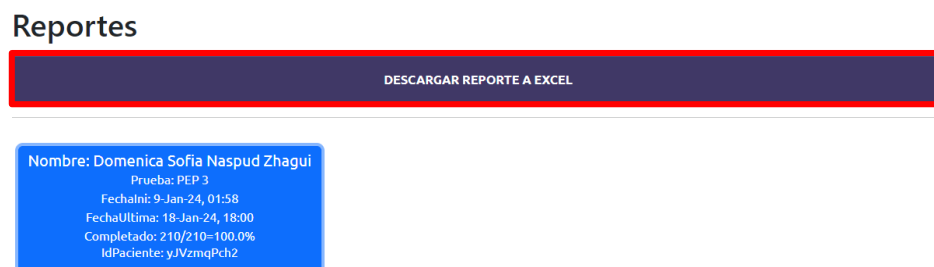 Reportes
DESCARGAR REPORTE A EXCEL
Nombre: Domenica Sofia Naspud Zhagui
Prueba: PEP 3
FechaIni: 9-Jan-24, 01:58
FechaUltima: 18-Jan-24, 18:00
Completado: 210/210=100.0%
IdPaciente: yJVzmqPch2